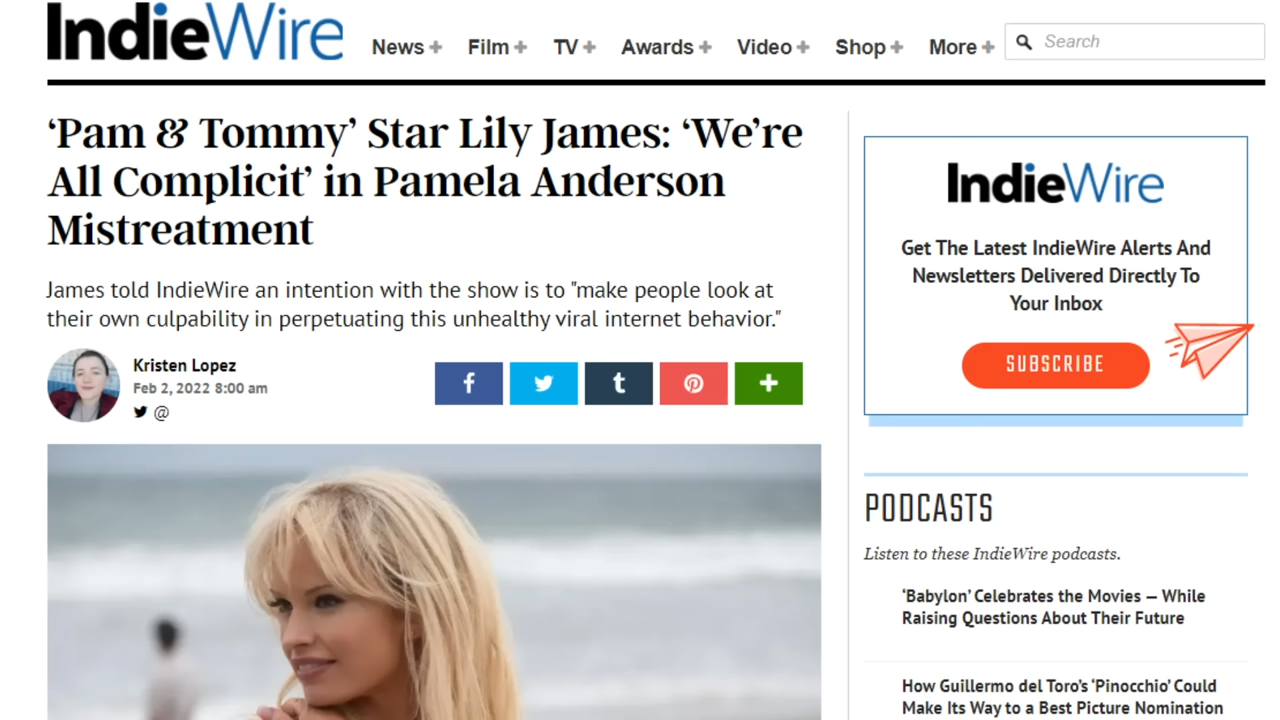 IndieWire
News + Film + TV + Awards + Video + Shop + More + Search
‘Pam & Tommy’ Star Lily James: ‘We’re
All Complicit’ in Pamela Anderson
Mistreatment
James told IndieWire an intention with the show is to "make people look at
their own culpability in perpetuating this unhealthy viral internet behavior."
Kristen Lopez
Feb 2, 2022 8:00 am
@
f t +
IndieWire
Get The Latest IndieWire Alerts And
Newsletters Delivered Directly To
Your Inbox
SUBSCRIBE
PODCASTS
Listen to these IndieWire podcasts.
‘Babylon’ Celebrates the Movies — While
Raising Questions About Their Future
How Guillermo del Toro’s ‘Pinocchio’ Could
Make Its Way to a Best Picture Nomination